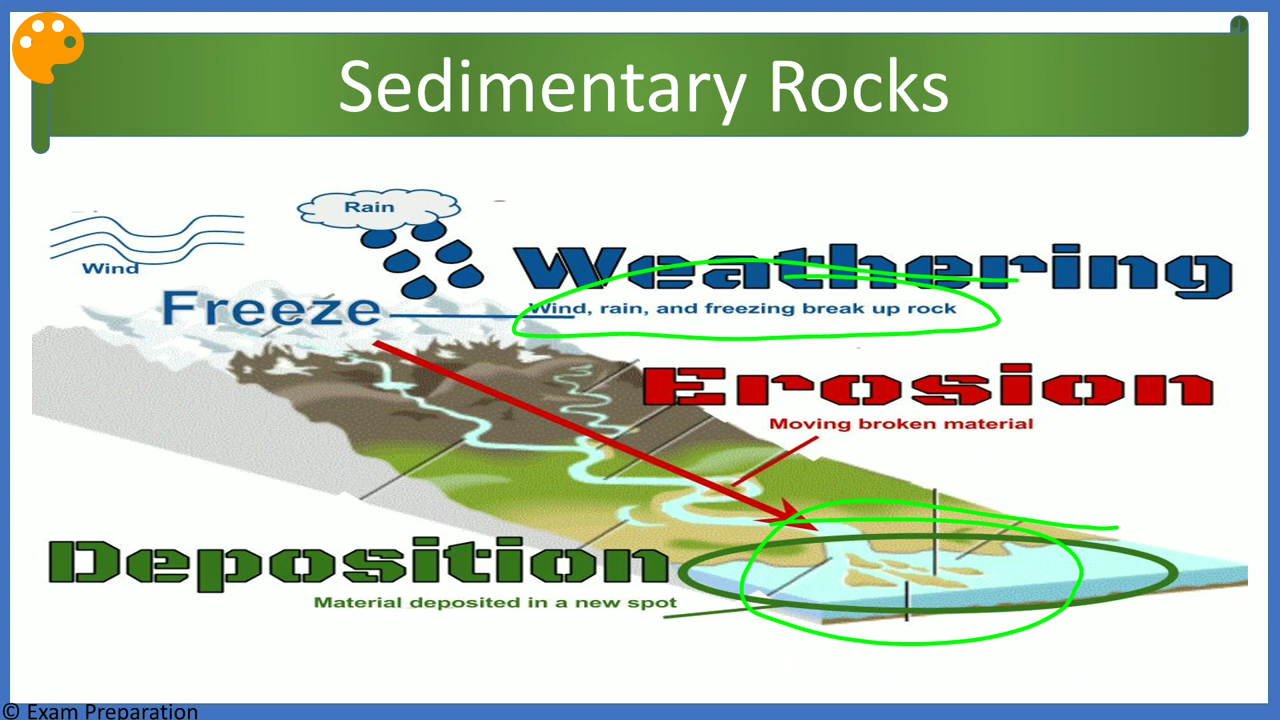 Sedimentary Rocks
Rain
Wind
Weathering
Freeze
Wind, rain, and freezing break up rock
Erosion
Moving broken material
Deposition
Material deposited in a new spot
© Exam Preparation